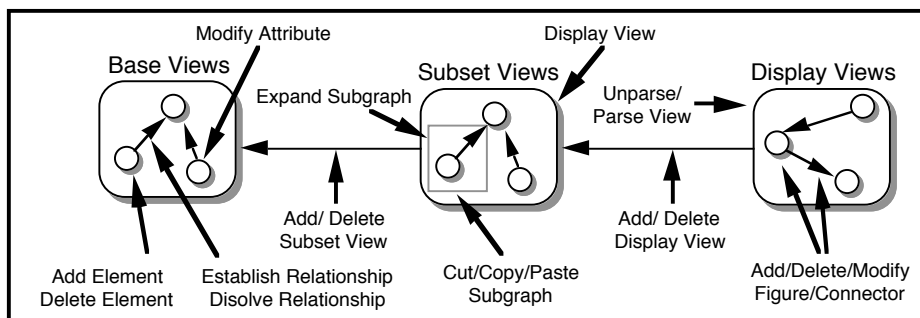 Modify Attribute
Display View
Base Views
Subset Views
Display Views
Expand Subgraph
Unparse/
Parse View
Add/ Delete
Subset View
Add/ Delete
Display View
Add Element
Delete Element
Establish Relationship
Disolve Relationship
Cut/Copy/Paste
Subgraph
Add/Delete/Modify
Figure/Connector